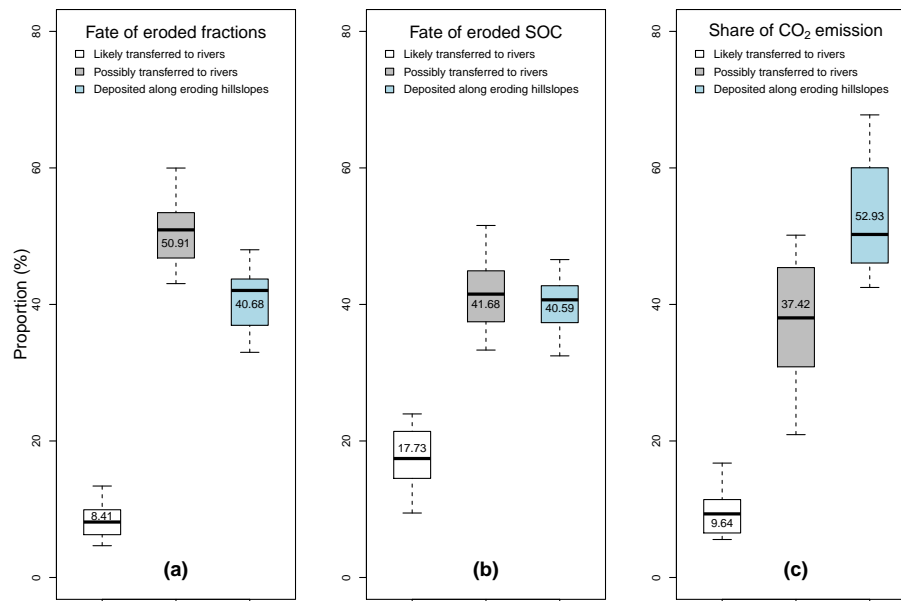 Proportion (%)
80
60
40
20
0
Fate of eroded fractions
Likely transferred to rivers
Possibly transferred to rivers
Deposited along eroding hillslopes
8.41
50.91
40.68
(a)
80
60
40
20
0
Fate of eroded SOC
Likely transferred to rivers
Possibly transferred to rivers
Deposited along eroding hillslopes
17.73
41.68
40.59
(b)
80
60
40
20
0
Share of CO₂ emission
Likely transferred to rivers
Possibly transferred to rivers
Deposited along eroding hillslopes
9.64
37.42
52.93
(c)